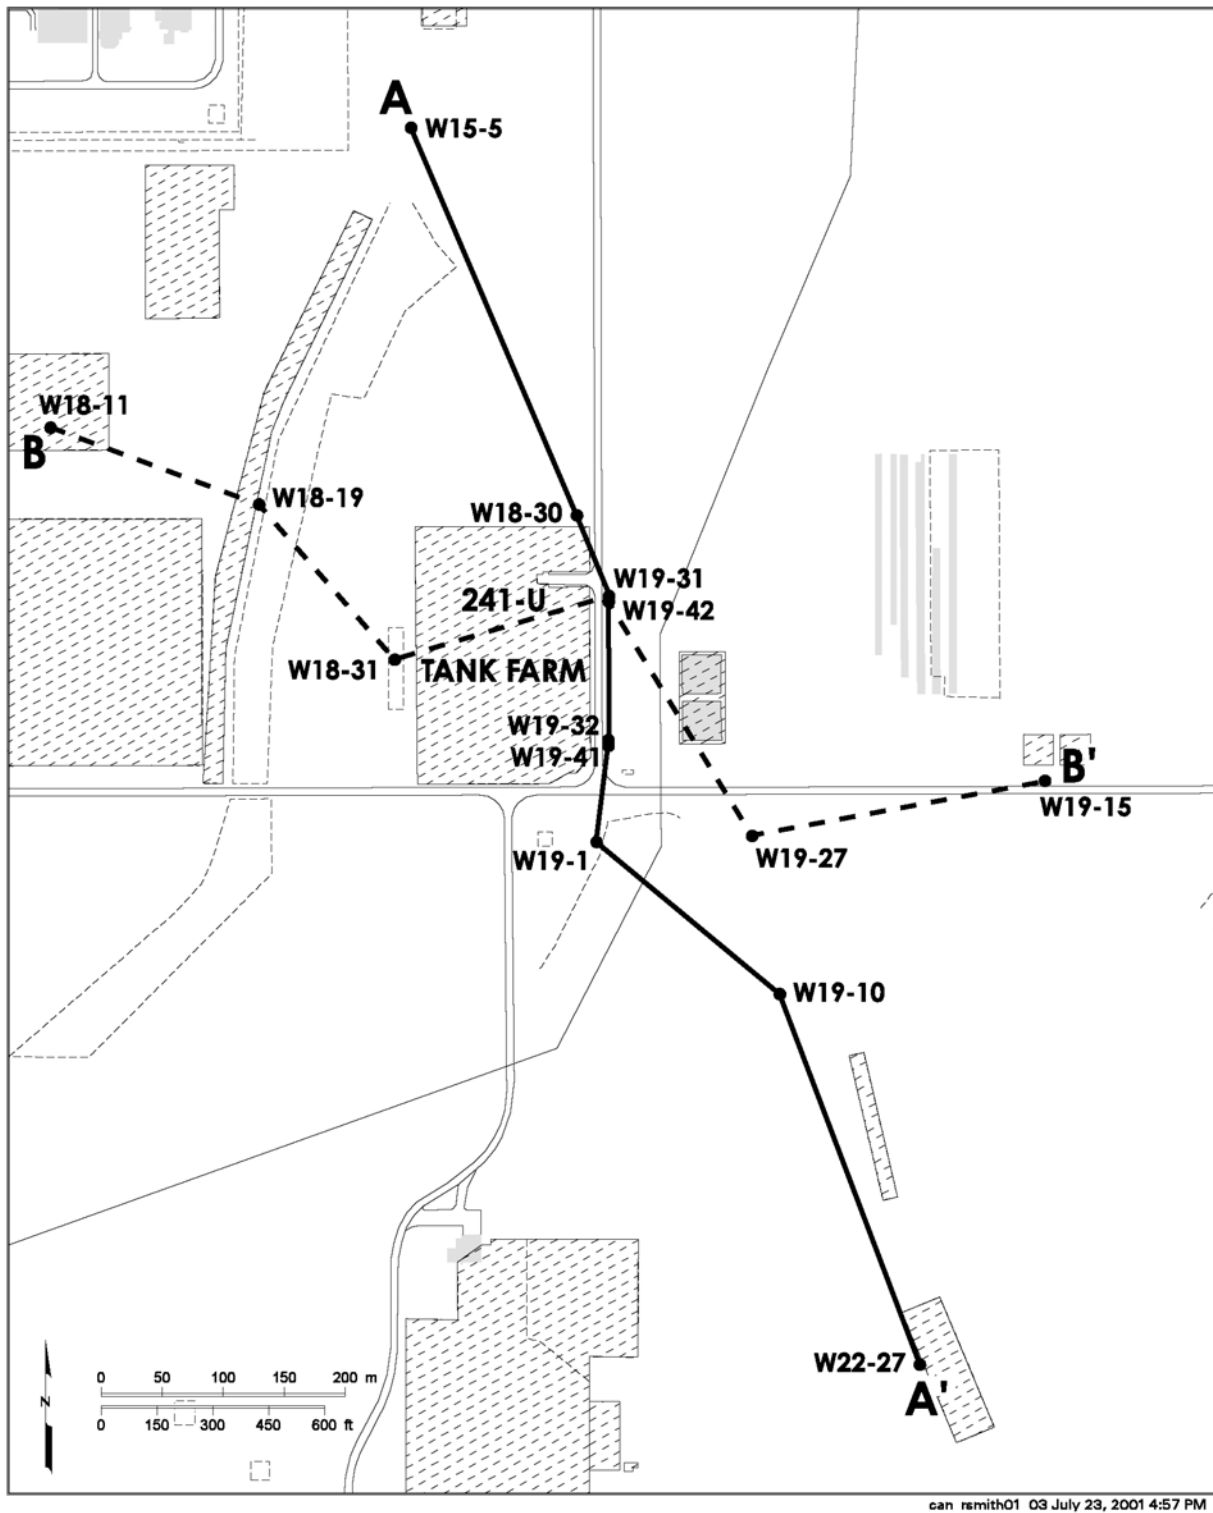 A
W15-5
W18-11
B
W18-19
W18-30
W19-31
241-U
W19-42
W18-31
TANK FARM
W19-32
W19-41
B'
W19-15
W19-1
W19-27
W19-10
W22-27
A'
0 50 100 150 200 m
N
0 150 300 450 600 ft
can rsmith01 03 July 23, 2001 4:57 PM